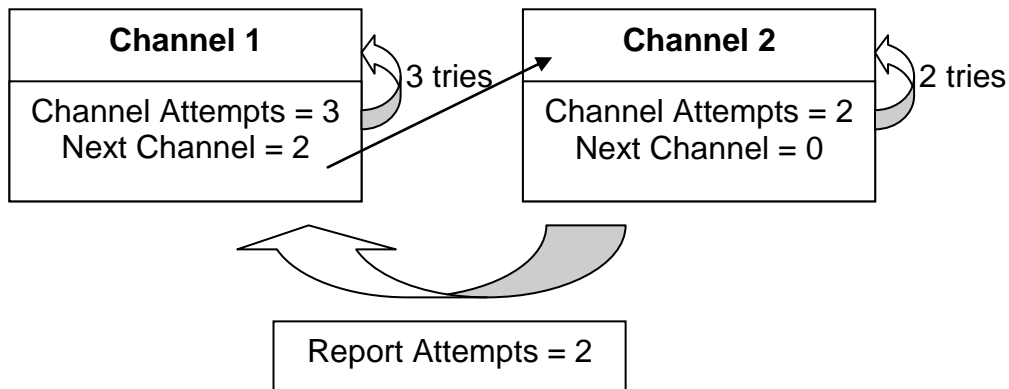 Channel 1
Channel Attempts = 3
Next Channel = 2
3 tries
Channel 2
Channel Attempts = 2
Next Channel = 0
2 tries
Report Attempts = 2